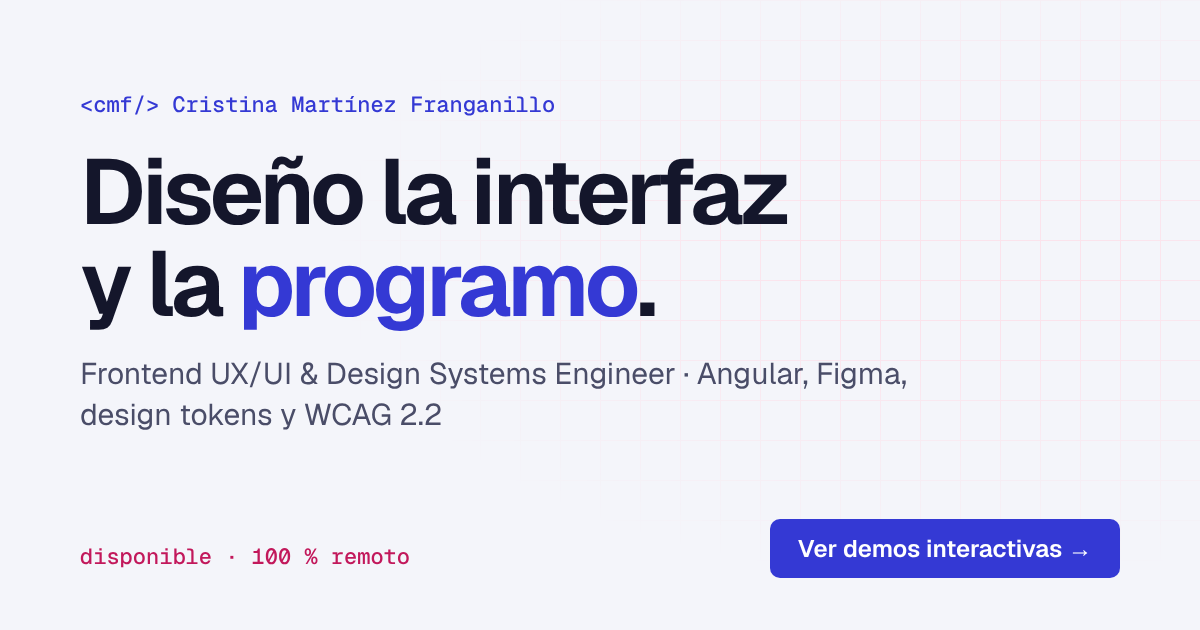 <cmf/> Cristina Martínez Franganillo
Diseño la interfaz
y la programo.
Frontend UX/UI & Design Systems Engineer · Angular, Figma,
design tokens y WCAG 2.2
disponible · 100 % remoto
Ver demos interactivas →